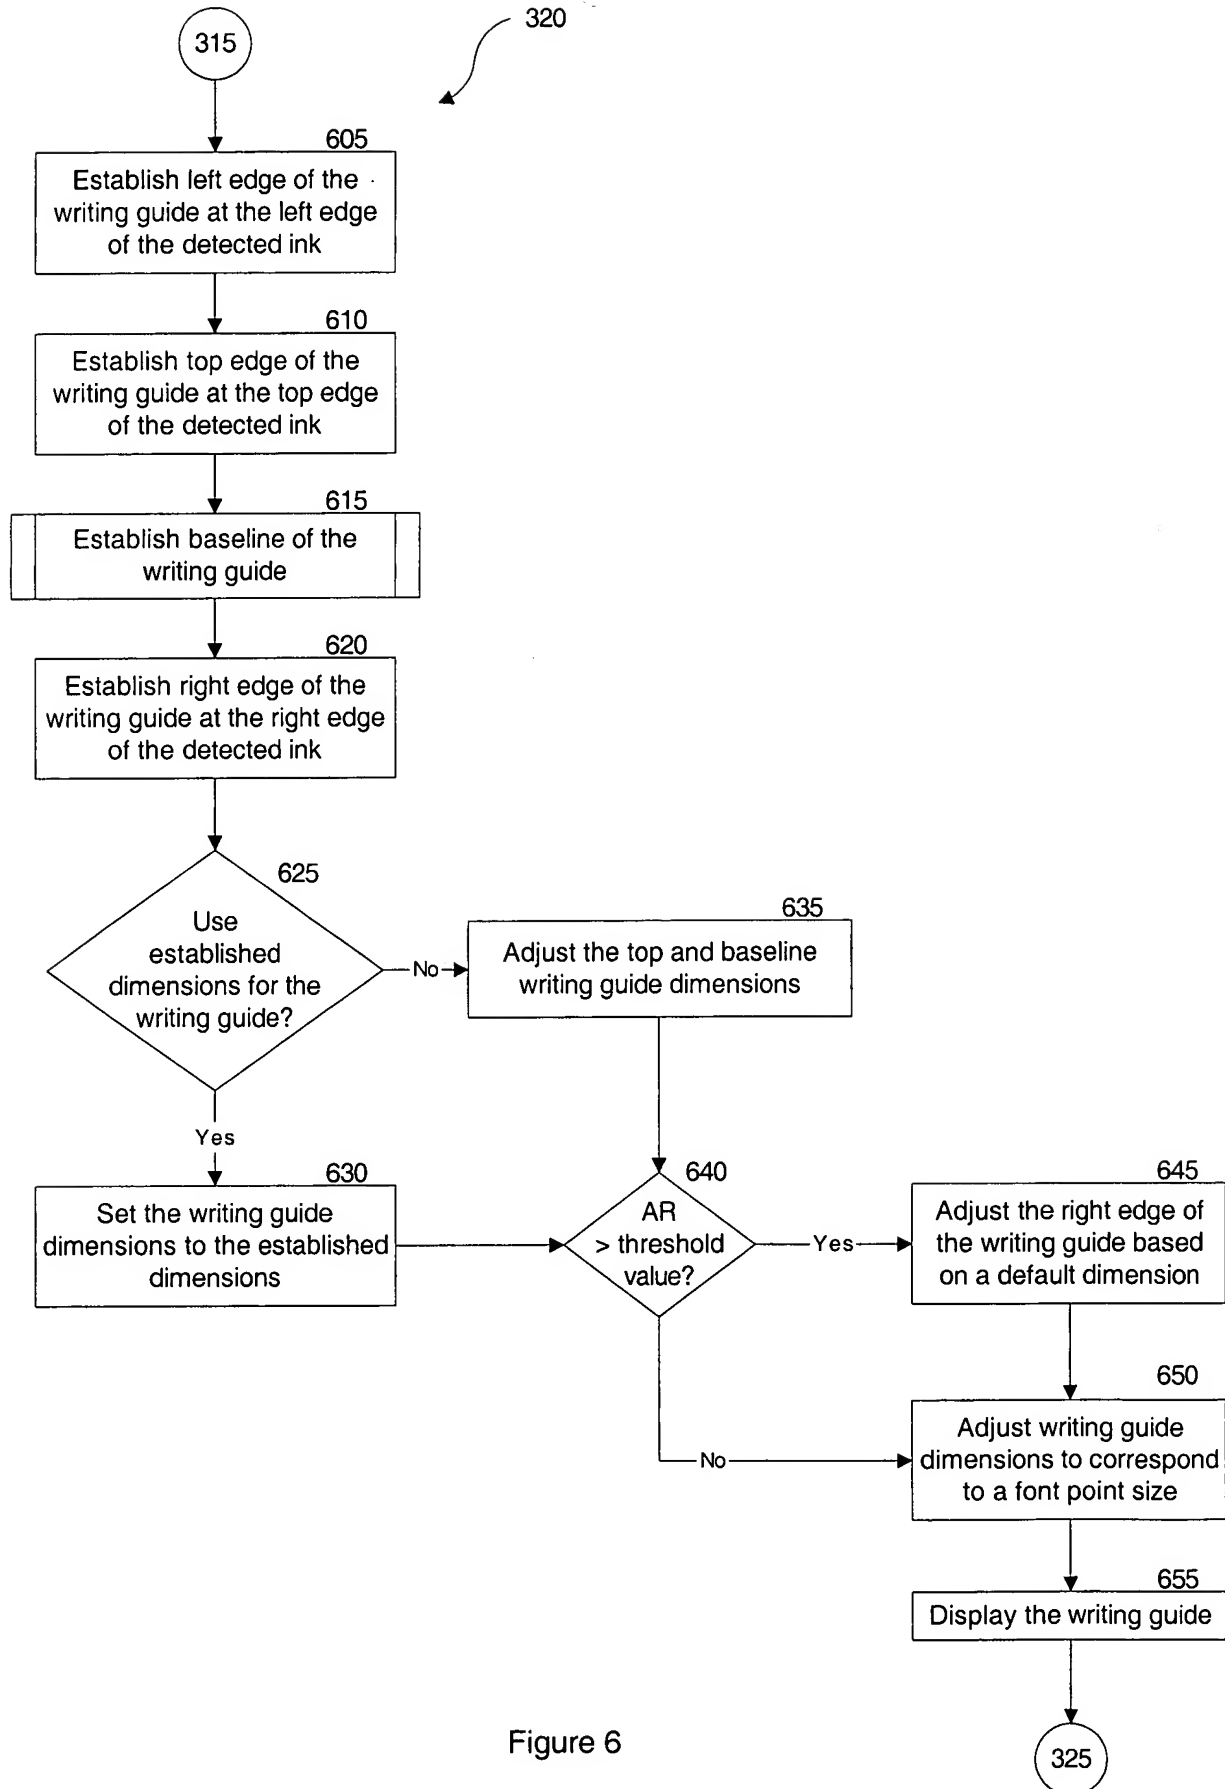 320
315
605
Establish left edge of the
writing guide at the left edge
of the detected ink
610
Establish top edge of the
writing guide at the top edge
of the detected ink
615
Establish baseline of the
writing guide
620
Establish right edge of the
writing guide at the right edge
of the detected ink
625
Use
established
dimensions for the
writing guide?
No
635
Adjust the top and baseline
writing guide dimensions
Yes
630
Set the writing guide
dimensions to the established
dimensions
640
AR
> threshold
value?
Yes
645
Adjust the right edge of
the writing guide based
on a default dimension
No
650
Adjust writing guide
dimensions to correspond
to a font point size
655
Display the writing guide
325
Figure 6